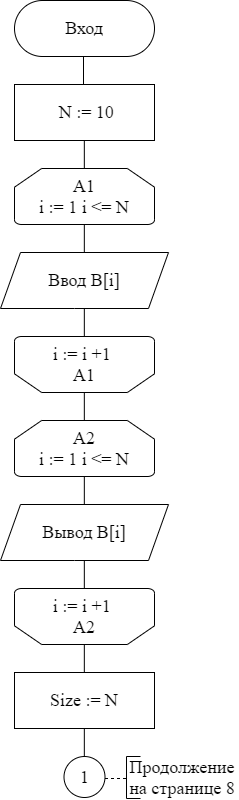 Вход
N := 10
A1
i := 1 i <= N
Ввод B[i]
i := i +1
A1
A2
i := 1 i <= N
Вывод B[i]
i := i +1
A2
Size := N
1
Продолжение
на странице 8